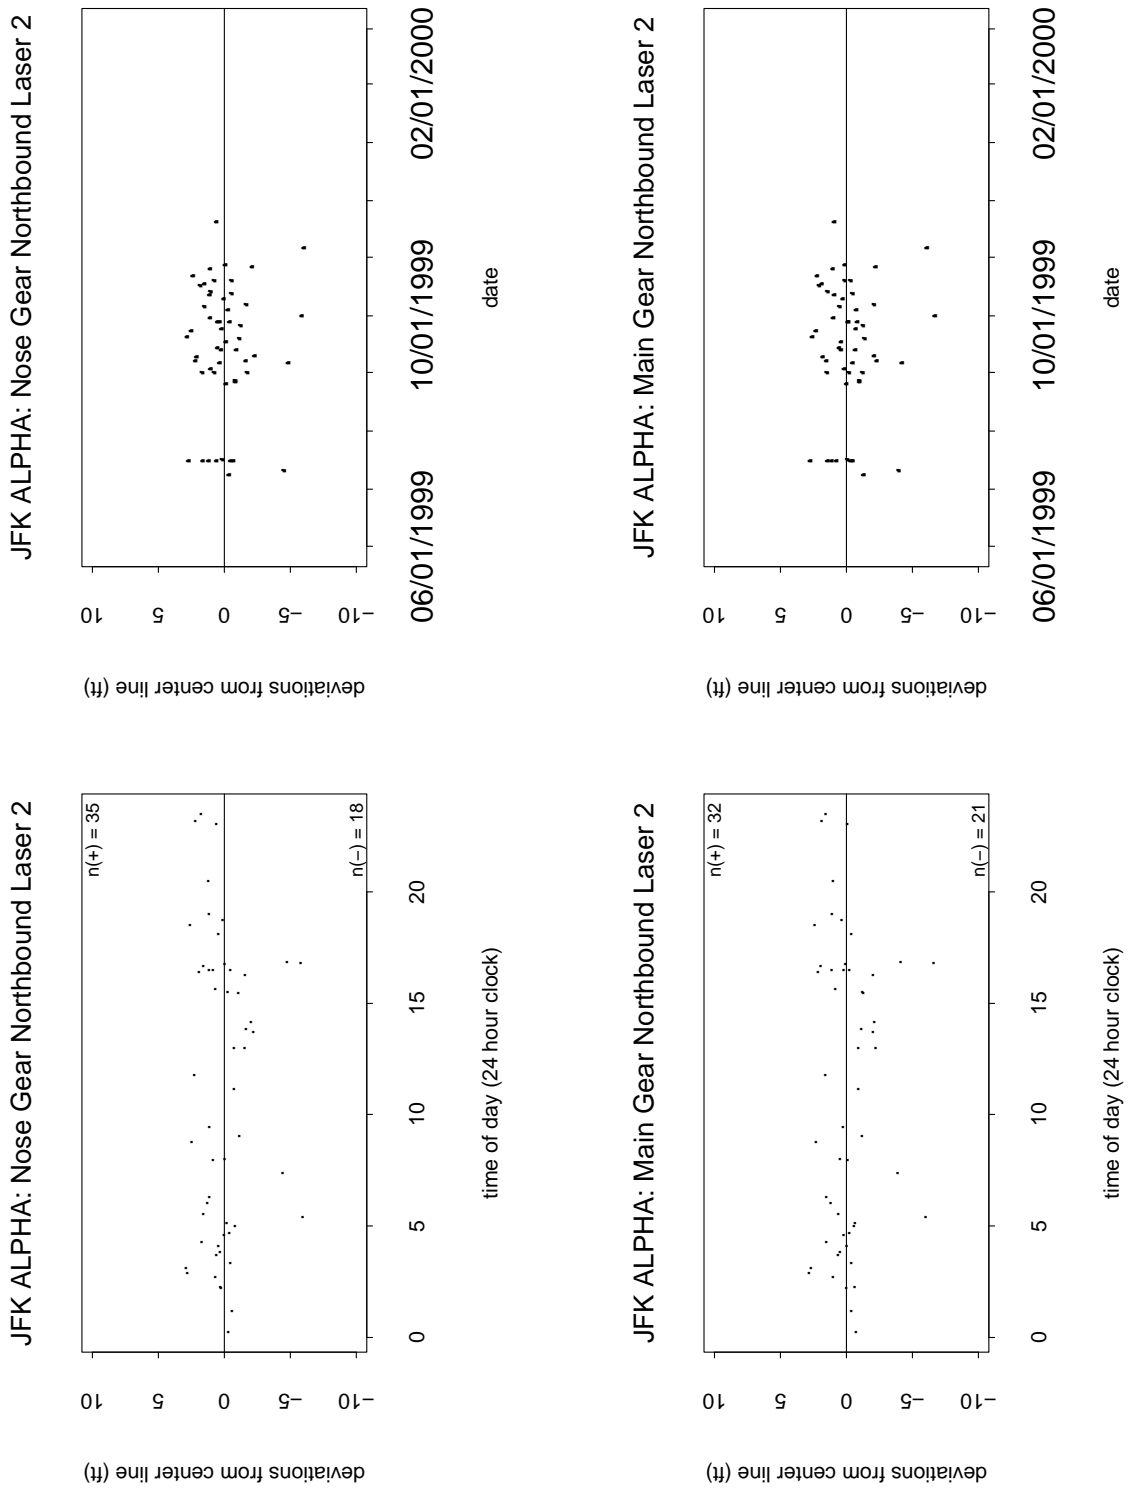 JFK ALPHA: Nose Gear Northbound Laser 2
deviations from center line (ft)
10
5
0
−5
−10
n(+) = 35
n(−) = 18
0
5
10
15
20
time of day (24 hour clock)
JFK ALPHA: Nose Gear Northbound Laser 2
deviations from center line (ft)
10
5
0
−5
−10
06/01/1999
10/01/1999
02/01/2000
date
JFK ALPHA: Main Gear Northbound Laser 2
deviations from center line (ft)
10
5
0
−5
−10
n(+) = 32
n(−) = 21
0
5
10
15
20
time of day (24 hour clock)
JFK ALPHA: Main Gear Northbound Laser 2
deviations from center line (ft)
10
5
0
−5
−10
06/01/1999
10/01/1999
02/01/2000
date